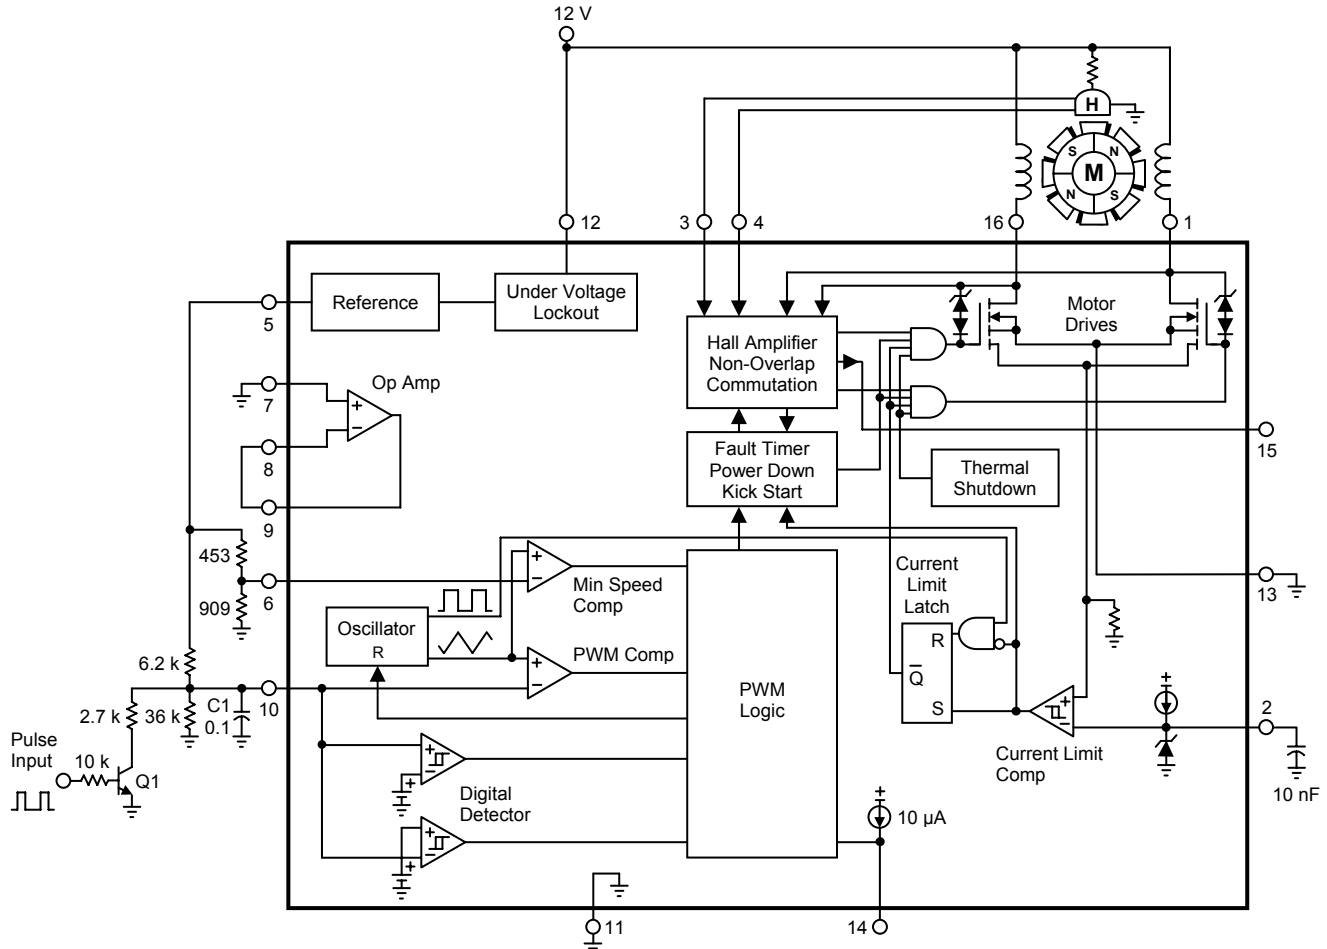 12 V
H
S
N
M
N
S
12
3
4
16
1
5
Reference
Under Voltage
Lockout
Motor
Drives
Hall Amplifier
Non-Overlap
Commutation
7
+
−
Op Amp
8
9
15
Fault Timer
Power Down
Kick Start
Thermal
Shutdown
453
6
909
+
−
Min Speed
Comp
Current
Limit
Latch
13
Oscillator
R
6.2 k
+
−
PWM Comp
R
Q
S
PWM
Logic
10
2.7 k
36 k
C1
0.1
+
−
+
2
Current Limit
Comp
Pulse
Input
10 k
Q1
+
−
+
Digital
Detector
+
−
+
+
10 µA
10 nF
11
14